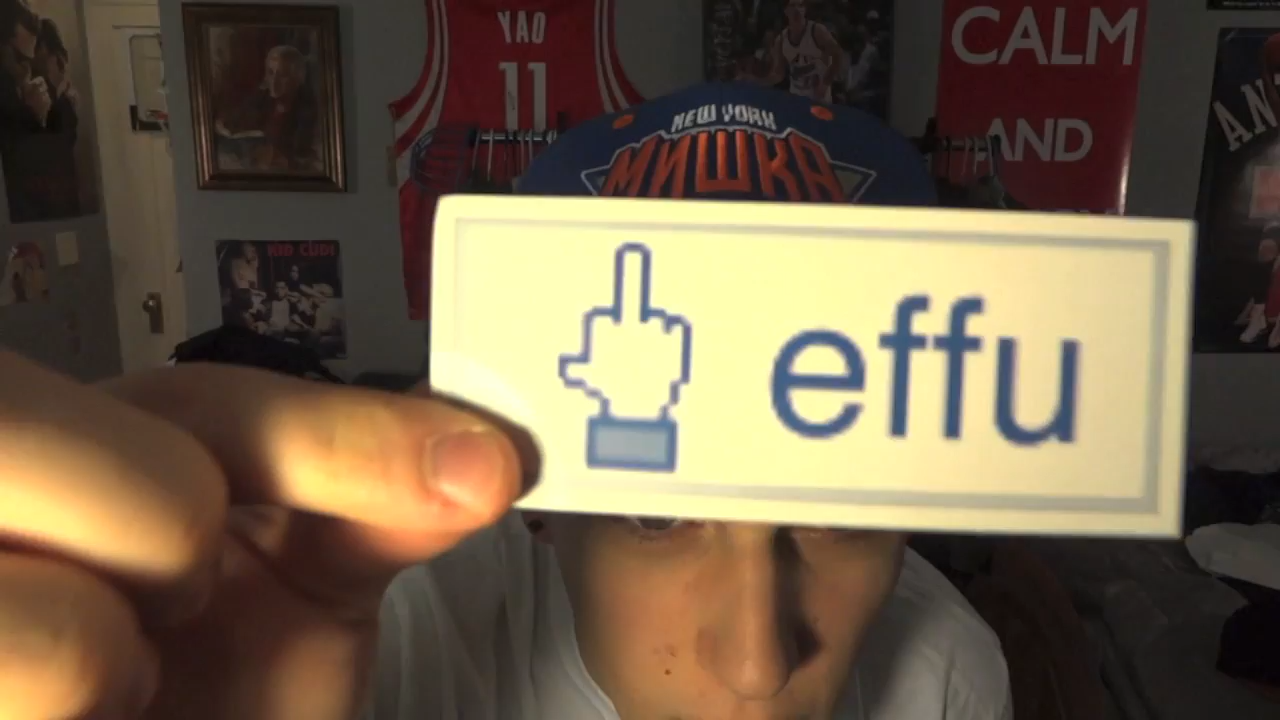 YAO
11
CALM
AND
NEW YORK
МИШКА
KID CUDI
effu